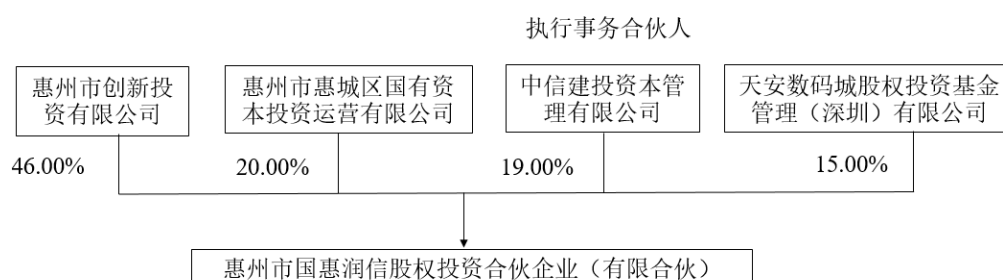 执行事务合伙人
惠州市创新投
资有限公司
惠州市惠城区国有资
本投资运营有限公司
中信建投资本管
理有限公司
天安数码城股权投资基金
管理（深圳）有限公司
46.00%
20.00%
19.00%
15.00%
惠州市国惠润信股权投资合伙企业（有限合伙）